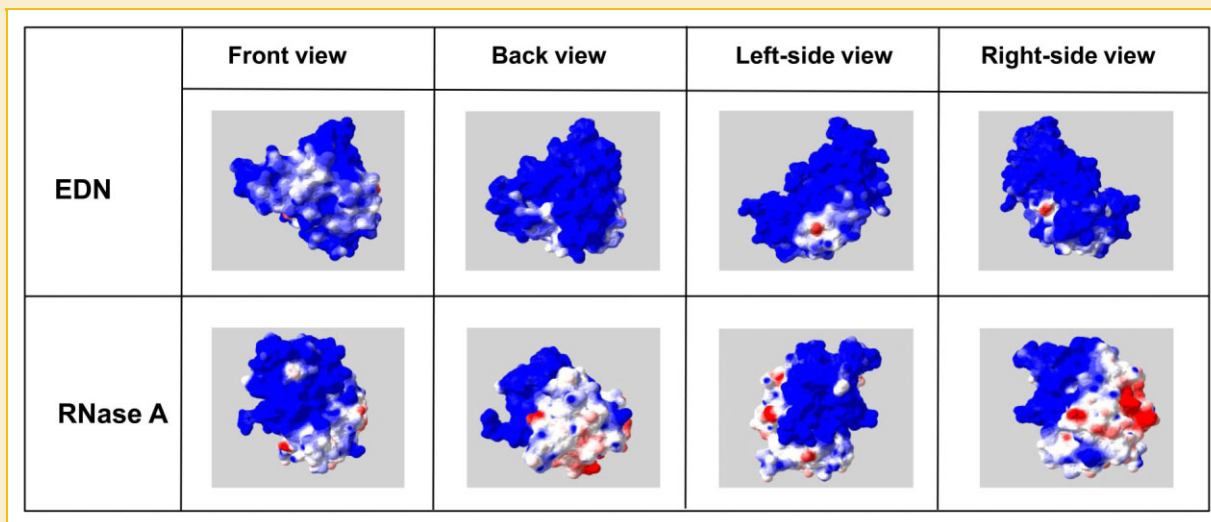 Front view
Back view
Left-side view
Right-side view
EDN
RNase A